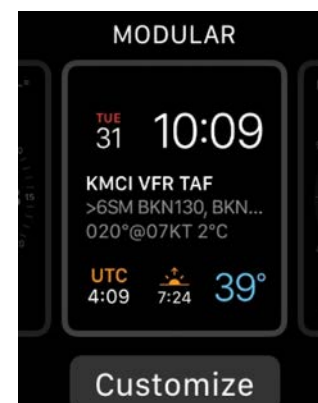 MODULAR
TUE
31 10:09
KMCI VFR TAF
>6SM BKN130, BKN...
020°@07KT 2°C
UTC
4:09 7:24 39°
Customize